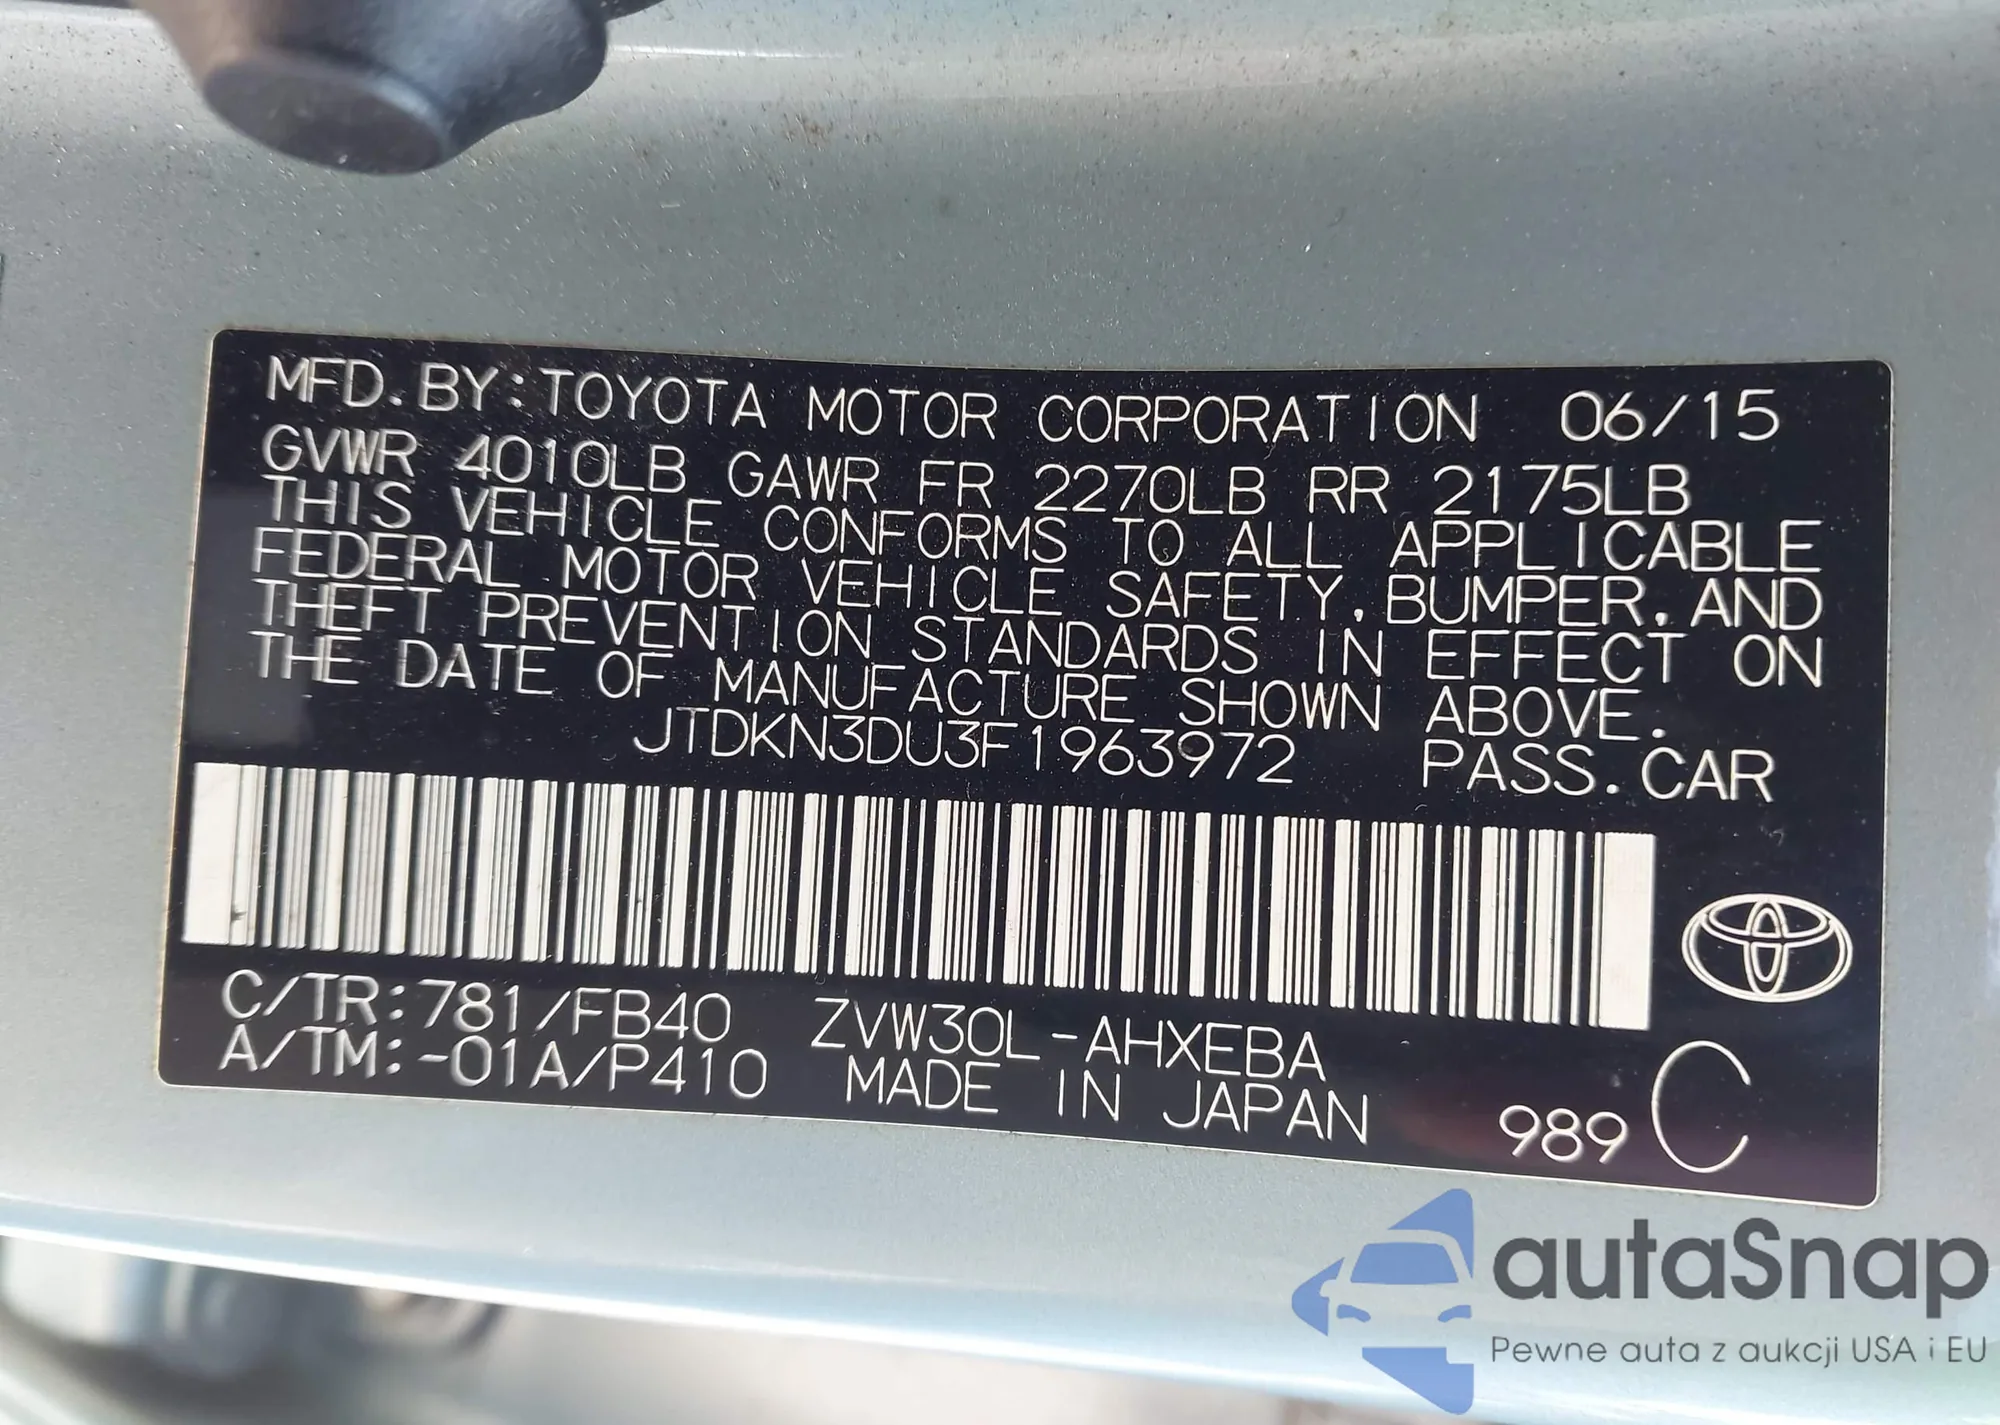 MFD. BY: TOYOTA MOTOR CORPORATION 06/15
GVWR 4010LB GAWR FR 2270LB RR 2175LB
THIS VEHICLE CONFORMS TO ALL APPLICABLE
FEDERAL MOTOR VEHICLE SAFETY, BUMPER, AND
THEFT PREVENTION STANDARDS IN EFFECT ON
THE DATE OF MANUFACTURE SHOWN ABOVE.
JTDKN3DU3F1963972 PASS. CAR
C/TR: 781/FB40 ZVW30L-AHXEBA
A/TM: -01A/P410 MADE IN JAPAN 989 C
autaSnap
Pewne auta z aukcji USA i EU